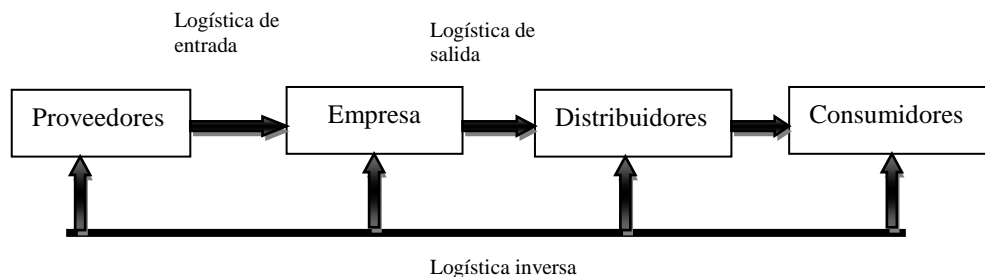 Logística de
entrada
Logística de
salida
Proveedores
Empresa
Distribuidores
Consumidores
Logística inversa